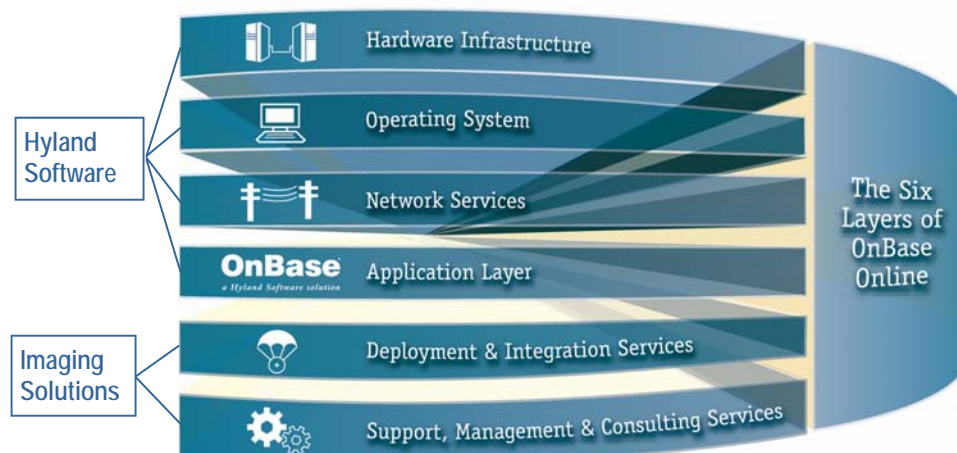 Hyland
Software
Imaging
Solutions
Hardware Infrastructure
Operating System
Network Services
OnBase®
a Hyland Software solution
Application Layer
Deployment & Integration Services
Support, Management & Consulting Services
The Six
Layers of
OnBase
Online